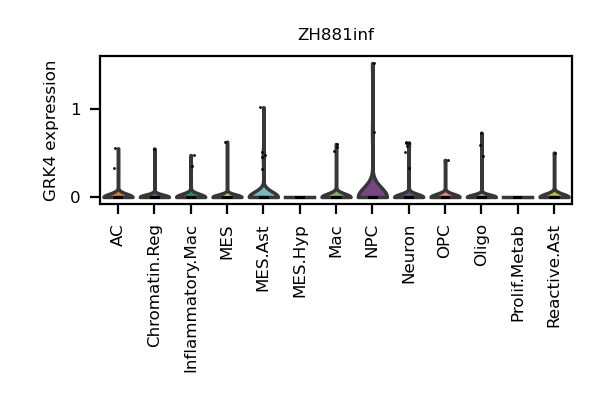 ZH881inf
GRK4 expression
1
0
AC
Chromatin.Reg
Inflammatory.Mac
MES
MES.Ast
MES.Hyp
Mac
NPC
Neuron
OPC
Oligo
Prolif.Metab
Reactive.Ast